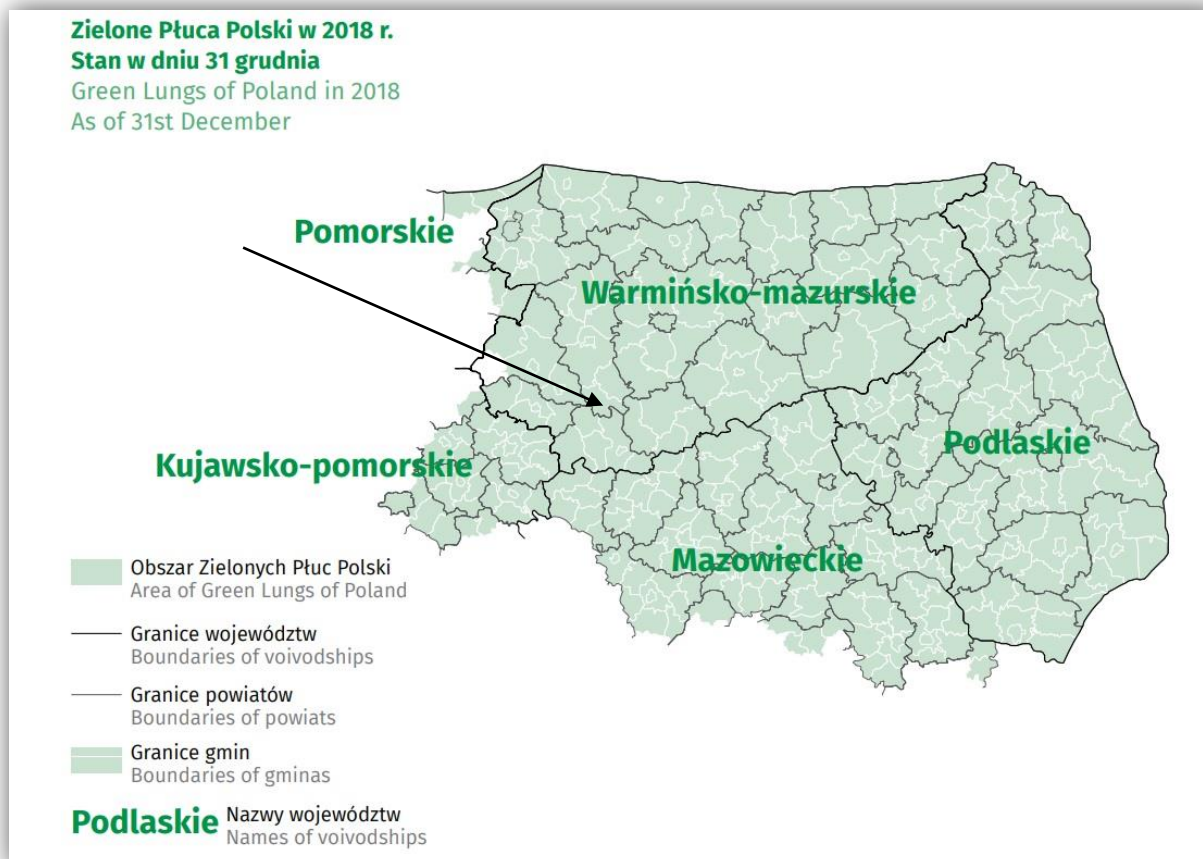 Zielone Płuca Polski w 2018 r.
Stan w dniu 31 grudnia
Green Lungs of Poland in 2018
As of 31st December
Pomorskie
Warmińsko-mazurskie
Podlaskie
Kujawsko-pomorskie
Mazowieckie
Obszar Zielonych Płuc Polski
Area of Green Lungs of Poland
Granice województw
Boundaries of voivodships
Granice powiatów
Boundaries of powiats
Granice gmin
Boundaries of gminas
Podlaskie Nazwy województw
Names of voivodships